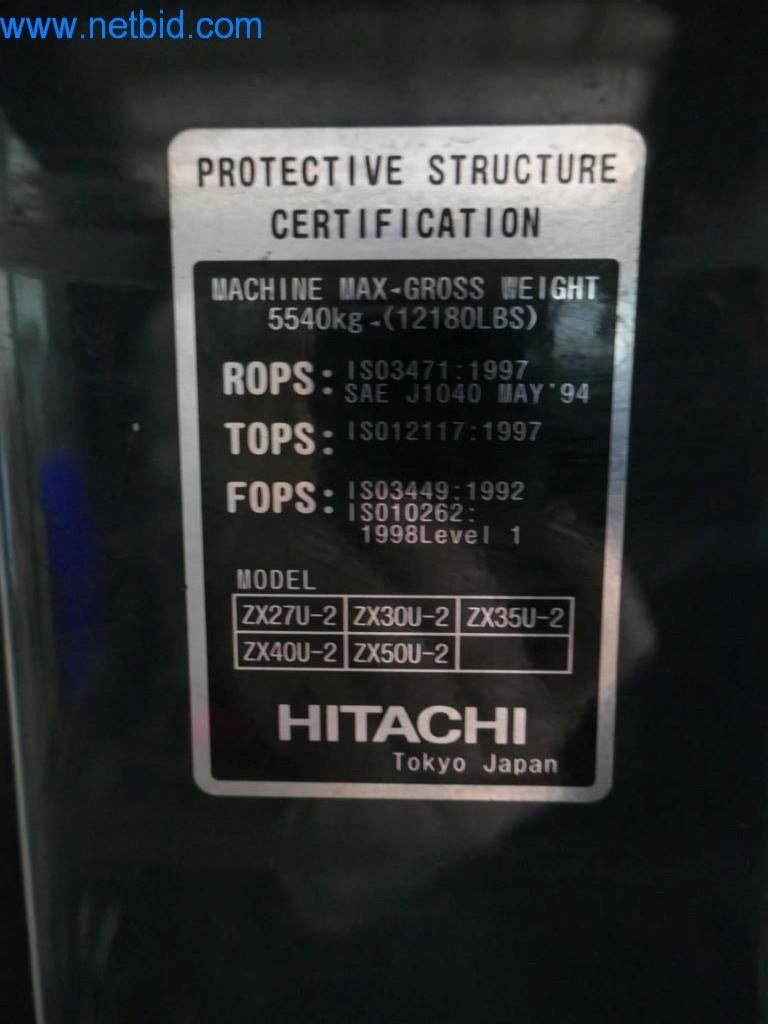 www.netbid.com
PROTECTIVE STRUCTURE
CERTIFICATION
MACHINE MAX-GROSS WEIGHT
5540kg-(12180LBS)
ROPS: ISO3471:1997
SAE J1040 MAY'94
TOPS: ISO12117:1997
FOPS: ISO3449:1992
ISO10262:
1998Level 1
MODEL
ZX27U-2 ZX30U-2 ZX35U-2
ZX40U-2 ZX50U-2
HITACHI
Tokyo Japan